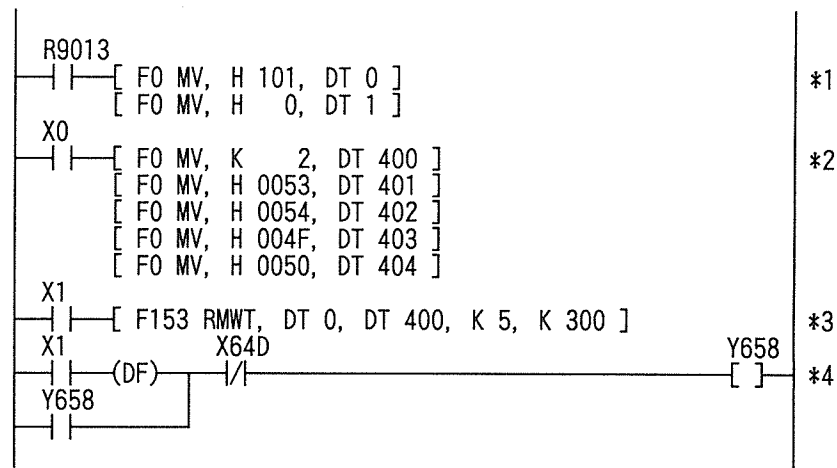 R9013
[ F0 MV, H 101, DT 0 ] *1
[ F0 MV, H 0, DT 1 ]
X0
[ F0 MV, K 2, DT 400 ] *2
[ F0 MV, H 0053, DT 401 ]
[ F0 MV, H 0054, DT 402 ]
[ F0 MV, H 004F, DT 403 ]
[ F0 MV, H 0050, DT 404 ]
X1
[ F153 RMWT, DT 0, DT 400, K 5, K 300 ] *3
X1 X64D Y658
(DF) [ ] *4
Y658